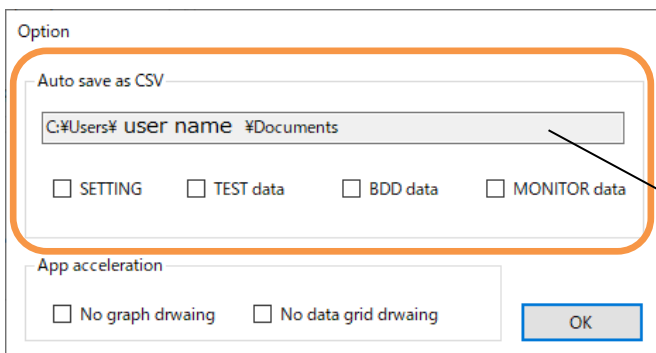 Option
Auto save as CSV
C:¥Users¥ user name ¥Documents
SETTING TEST data BDD data MONITOR data
App acceleration
No graph drwaing No data grid drwaing
OK